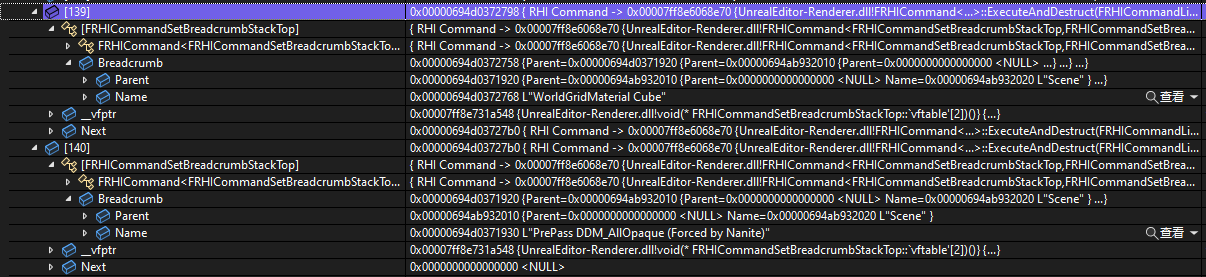 [139] 0x00000694d0372798 { RHI Command -> 0x00007ff8e6068e70 {UnrealEditor-Renderer.dll!FRHICommand<...>::ExecuteAndDestruct(FRHICommandLi...
[FRHICommandSetBreadcrumbStackTop] { RHI Command -> 0x00007ff8e6068e70 {UnrealEditor-Renderer.dll!FRHICommand<FRHICommandSetBreadcrumbStackTop,FRHICommandSetBrea...
FRHICommand<FRHICommandSetBreadcrumbStackTo... { RHI Command -> 0x00007ff8e6068e70 {UnrealEditor-Renderer.dll!FRHICommand<FRHICommandSetBreadcrumbStackTop,FRHICommandSetBrea...
Breadcrumb 0x00000694d0372758 {Parent=0x00000694d0371920 {Parent=0x00000694ab932010 {Parent=0x0000000000000000 <NULL> ...} ...} ...}
Parent 0x00000694d0371920 {Parent=0x00000694ab932010 {Parent=0x0000000000000000 <NULL> Name=0x00000694ab932020 L"Scene" } ...}
Name 0x00000694d0372768 L"WorldGridMaterial Cube" 查看
__vfptr 0x00007ff8e731a548 {UnrealEditor-Renderer.dll!void(* FRHICommandSetBreadcrumbStackTop::`vftable'[2])()} {...}
Next 0x00000694d03727b0 { RHI Command -> 0x00007ff8e6068e70 {UnrealEditor-Renderer.dll!FRHICommand<...>::ExecuteAndDestruct(FRHICommandLi...
[140] 0x00000694d03727b0 { RHI Command -> 0x00007ff8e6068e70 {UnrealEditor-Renderer.dll!FRHICommand<...>::ExecuteAndDestruct(FRHICommandLi...
[FRHICommandSetBreadcrumbStackTop] { RHI Command -> 0x00007ff8e6068e70 {UnrealEditor-Renderer.dll!FRHICommand<FRHICommandSetBreadcrumbStackTop,FRHICommandSetBrea...
FRHICommand<FRHICommandSetBreadcrumbStackTo... { RHI Command -> 0x00007ff8e6068e70 {UnrealEditor-Renderer.dll!FRHICommand<FRHICommandSetBreadcrumbStackTop,FRHICommandSetBrea...
Breadcrumb 0x00000694d0371920 {Parent=0x00000694ab932010 {Parent=0x0000000000000000 <NULL> Name=0x00000694ab932020 L"Scene" } ...}
Parent 0x00000694ab932010 {Parent=0x0000000000000000 <NULL> Name=0x00000694ab932020 L"Scene" }
Name 0x00000694d0371930 L"PrePass DDM_AllOpaque (Forced by Nanite)" 查看
__vfptr 0x00007ff8e731a548 {UnrealEditor-Renderer.dll!void(* FRHICommandSetBreadcrumbStackTop::`vftable'[2])()} {...}
Next 0x0000000000000000 <NULL>